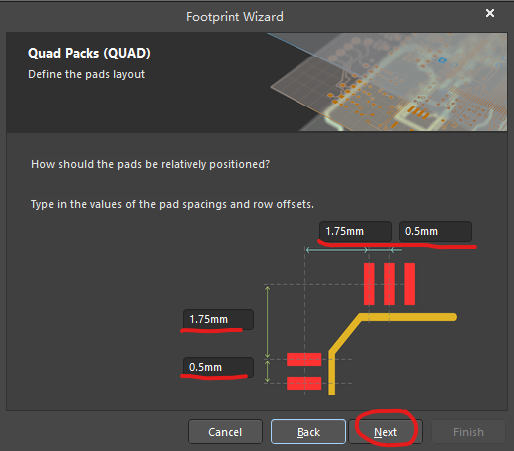 Footprint Wizard
Quad Packs (QUAD)
Define the pads layout
How should the pads be relatively positioned?
Type in the values of the pad spacings and row offsets.
1.75mm 0.5mm
1.75mm
0.5mm
Cancel Back Next Finish